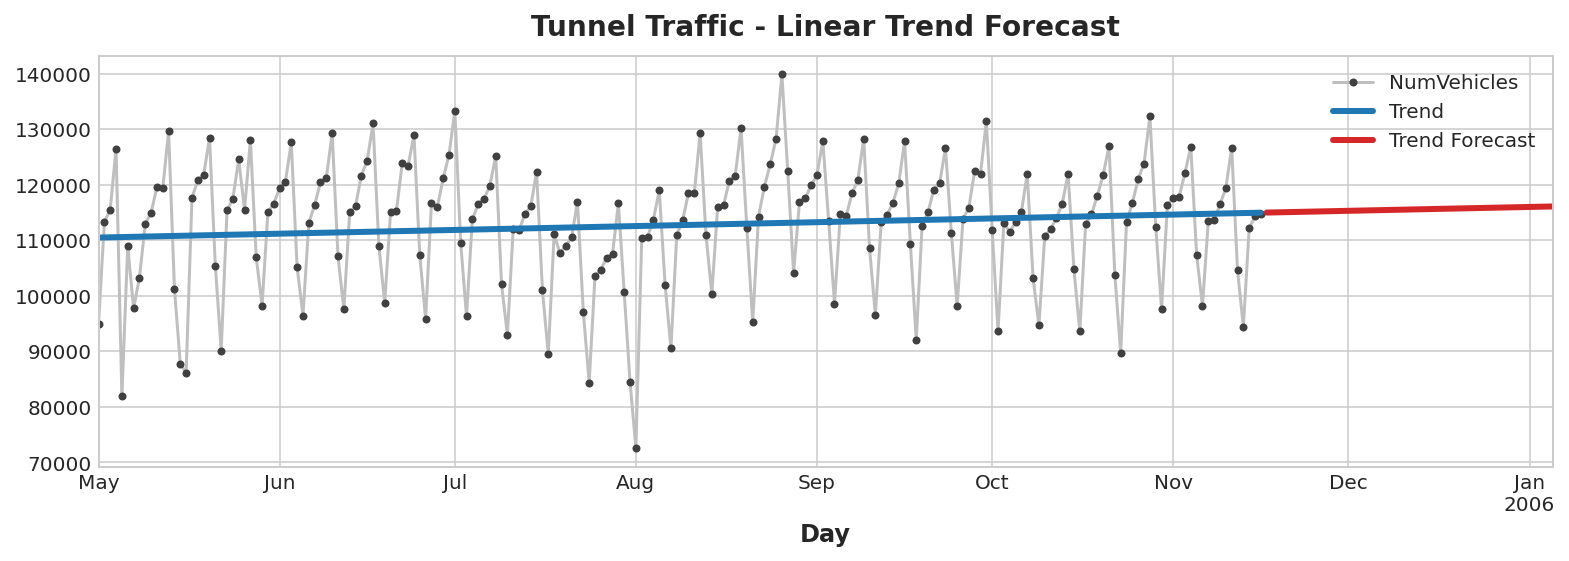 Tunnel Traffic - Linear Trend Forecast
140000
130000
120000
110000
100000
90000
80000
70000
NumVehicles
Trend
Trend Forecast
May Jun Jul Aug Sep Oct Nov Dec Jan
2006
Day